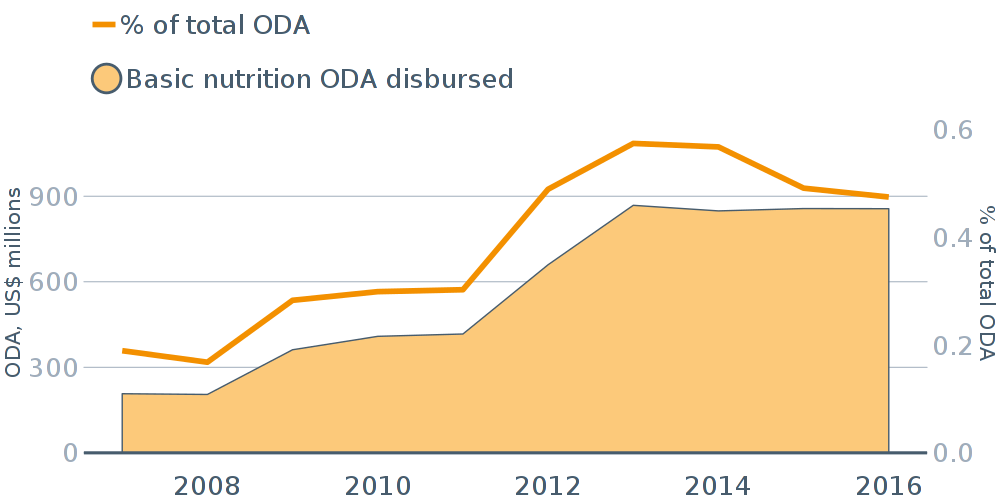 % of total ODA
Basic nutrition ODA disbursed
ODA, US$ millions
900
600
300
0
0.6
0.4
0.2
0.0
% of total ODA
2008 2010 2012 2014 2016